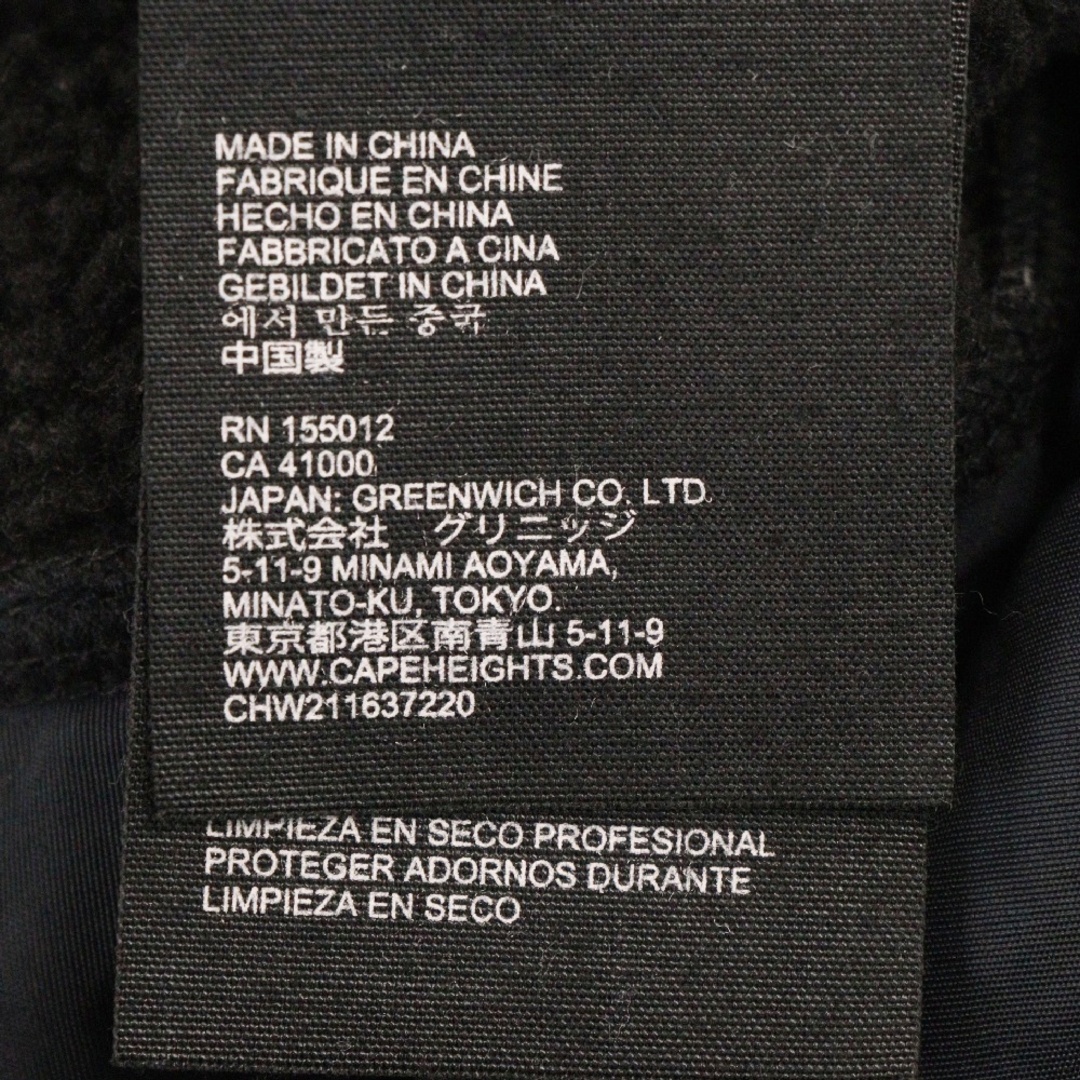 MADE IN CHINA
FABRIQUE EN CHINE
HECHO EN CHINA
FABBRICATO A CINA
GEBILDET IN CHINA
에서 만든 중국
中国製
RN 155012
CA 41000
JAPAN: GREENWICH CO. LTD.
株式会社 グリニッジ
5-11-9 MINAMI AOYAMA,
MINATO-KU, TOKYO.
東京都港区南青山 5-11-9
WWW.CAPEHEIGHTS.COM
CHW211637220
LIMPIEZA EN SECO PROFESIONAL
PROTEGER ADORNOS DURANTE
LIMPIEZA EN SECO